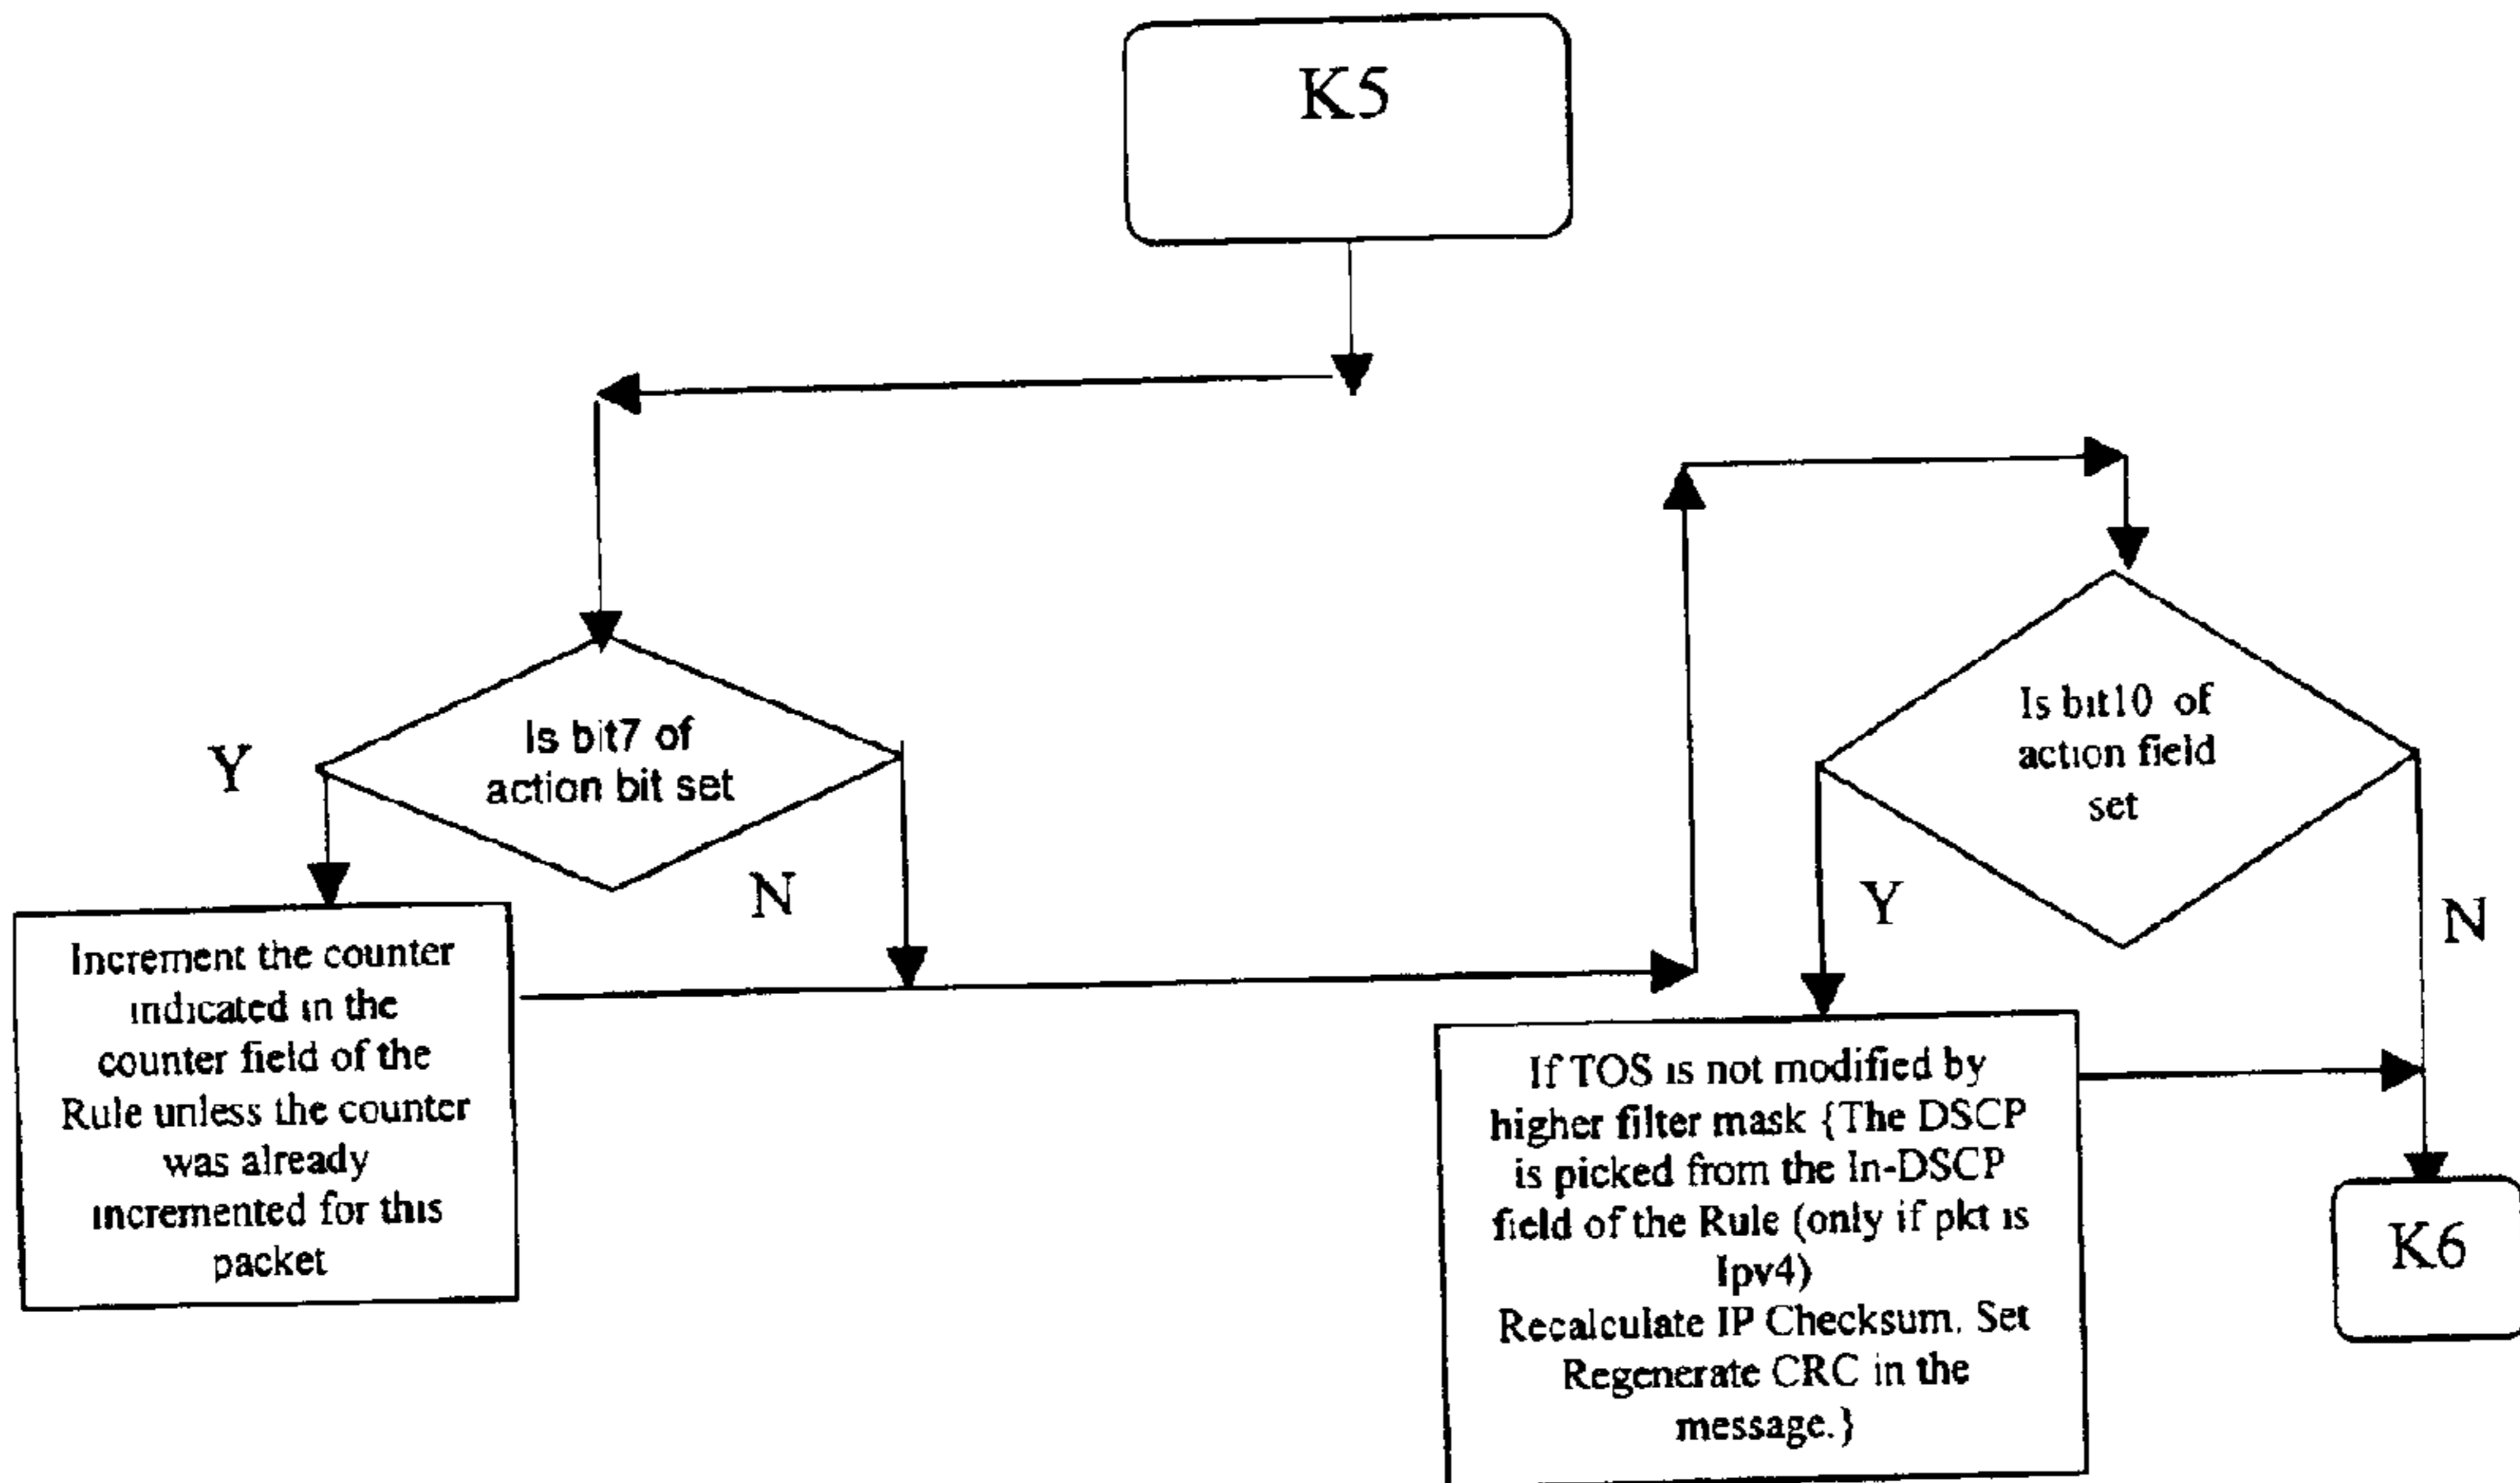 K5
Is bit7 of
action bit set
Y
N
Increment the counter
indicated in the
counter field of the
Rule unless the counter
was already
incremented for this
packet
Is bit10 of
action field
set
Y
N
If TOS is not modified by
higher filter mask {The DSCP
is picked from the In-DSCP
field of the Rule (only if pkt is
Ipv4)
Recalculate IP Checksum. Set
Regenerate CRC in the
message.}
K6